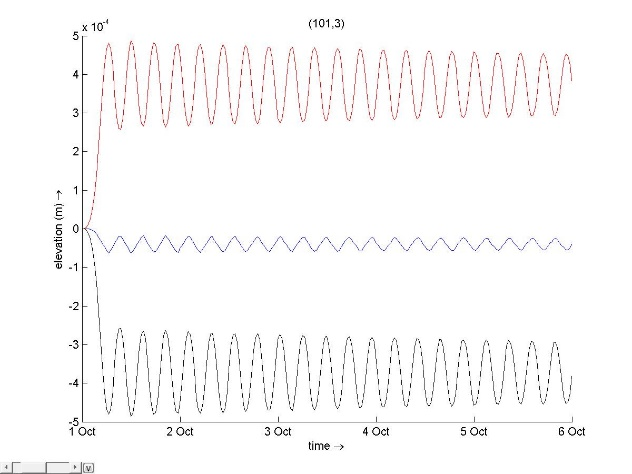 (101,3)
x 10⁻⁴
5
4
3
2
1
0
-1
-2
-3
-4
-5
elevation (m) →
1 Oct 2 Oct 3 Oct 4 Oct 5 Oct 6 Oct
time →
v